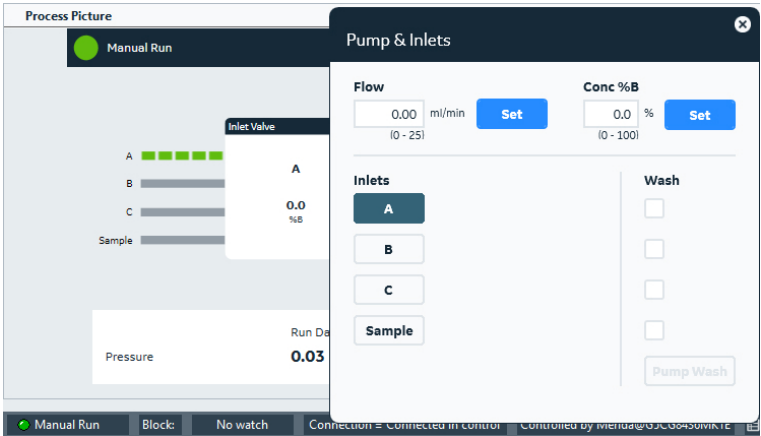 Process Picture
Manual Run
Pump & Inlets
Flow
Conc %B
0.00 ml/min Set
0.0 % Set
(0 - 25)
(0 - 100)
Inlet Valve
A
B
C
Sample
A
0.0
%B
Inlets
Wash
A
B
C
Sample
Pump Wash
Run Da
Pressure
0.03
Manual Run Block: No watch Connection = Connected in control Controlled by